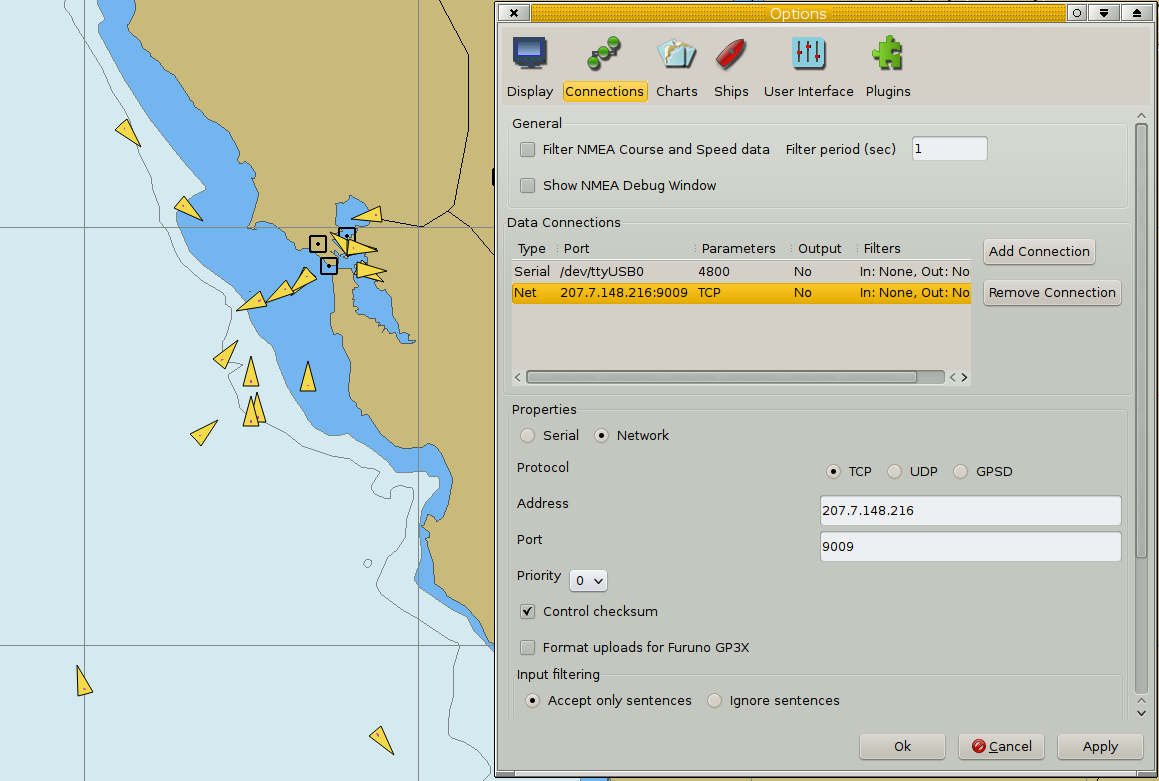 Options
Display Connections Charts Ships User Interface Plugins
General
Filter NMEA Course and Speed data Filter period (sec) 1
Show NMEA Debug Window
Data Connections
Type Port Parameters Output Filters
Add Connection
Serial /dev/ttyUSB0 4800 No In: None, Out: No
Net 207.7.148.216:9009 TCP No In: None, Out: No
Remove Connection
Properties
Serial Network
Protocol TCP UDP GPSD
Address 207.7.148.216
Port 9009
Priority 0
Control checksum
Format uploads for Furuno GP3X
Input filtering
Accept only sentences Ignore sentences
Ok Cancel Apply